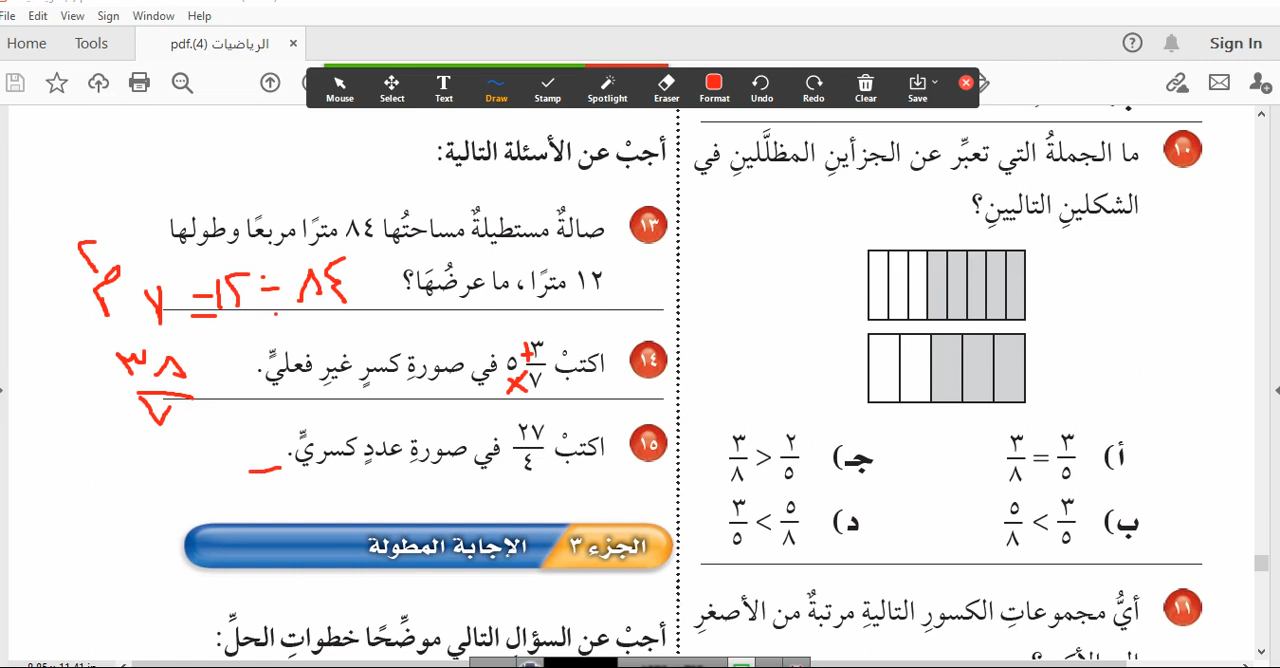 File Edit View Sign Window Help
Home Tools الرياضيات (4).pdf × Sign In
Mouse Select Text Draw Stamp Spotlight Eraser Format Undo Redo Clear Save
١٠ ما الجملةُ التي تعبِّر عن الجزأينِ المظلَّلينِ في
الشكلينِ التاليينِ؟
أ) ٣/٥ = ٣/٨
جـ) ٢/٥ < ٣/٨
ب) ٣/٥ > ٥/٨
د) ٥/٨ > ٣/٥
١١ أيُّ مجموعاتِ الكسورِ التاليةِ مرتبةٌ من الأصغرِ
أجبْ عن الأسئلة التالية:
١٣ صالةٌ مستطيلةٌ مساحتُها ٨٤ مترًا مربعًا وطولها
١٢ مترًا، ما عرضُهَا؟
٨٤ ÷ ١٢ = ٧ م
١٤ اكتبْ ٣/٧ ٥ في صورةِ كسرٍ غيرِ فعليٍّ.
+
×
٣٨/٧
١٥ اكتبْ ٢٧/٤ في صورةِ عددٍ كسريٍّ.
الجزء ٣ الإجابة المطولة
أجبْ عن السؤال التالي موضِّحًا خطواتِ الحلِّ:
8.85 x 11.41 in